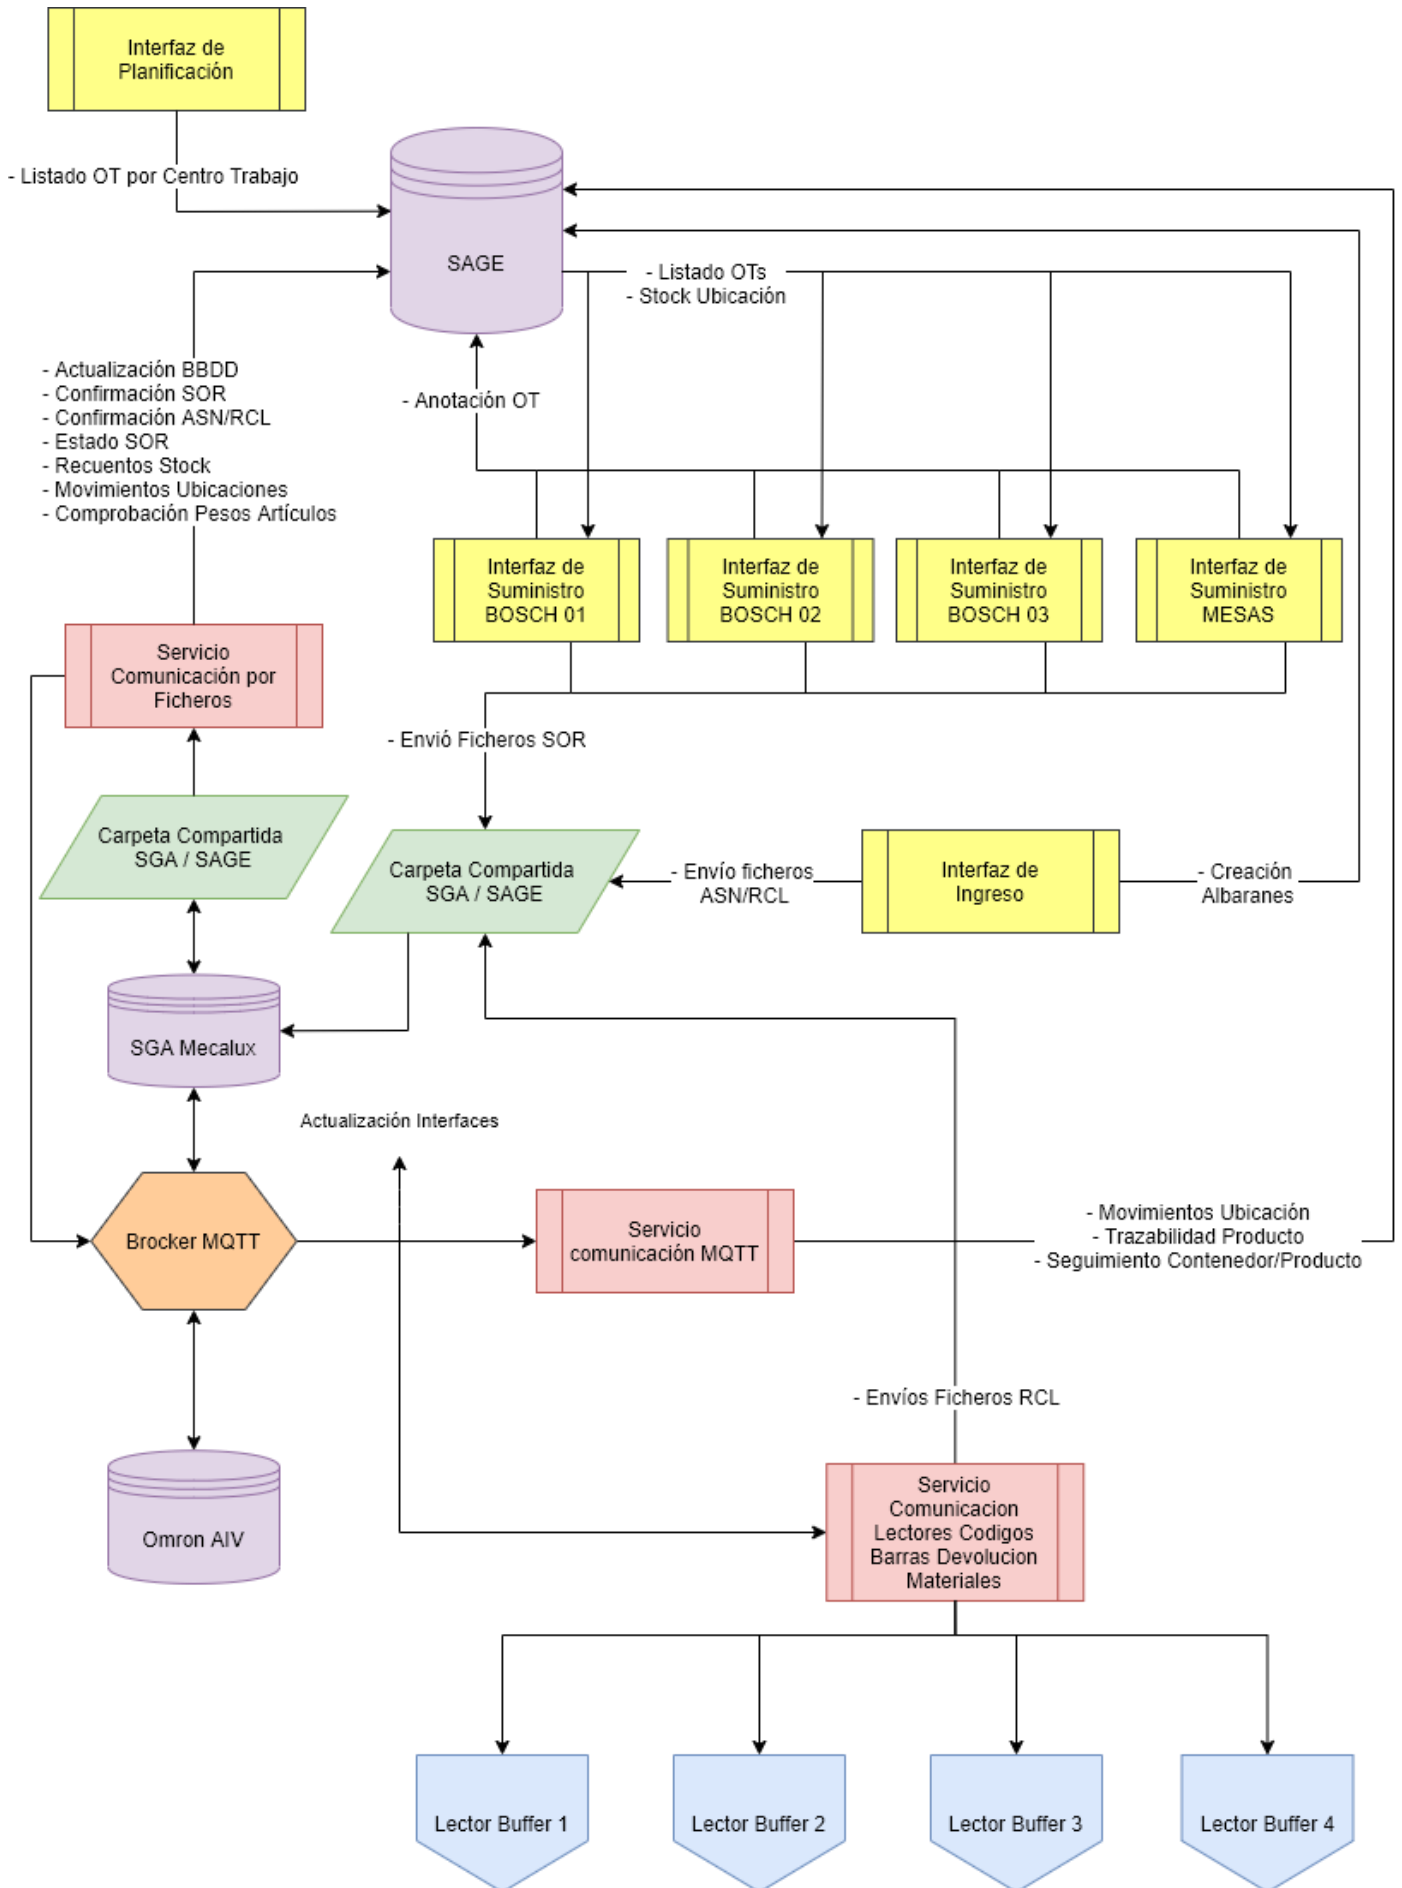 Interfaz de
Planificación
- Listado OT por Centro Trabajo
SAGE
- Listado OTs
- Stock Ubicación
- Actualización BBDD
- Confirmación SOR
- Confirmación ASN/RCL
- Estado SOR
- Recuentos Stock
- Movimientos Ubicaciones
- Comprobación Pesos Artículos
- Anotación OT
Interfaz de
Suministro
BOSCH 01
Interfaz de
Suministro
BOSCH 02
Interfaz de
Suministro
BOSCH 03
Interfaz de
Suministro
MESAS
Servicio
Comunicación por
Ficheros
- Envió Ficheros SOR
Carpeta Compartida
SGA / SAGE
Carpeta Compartida
SGA / SAGE
- Envío ficheros
ASN/RCL
Interfaz de
Ingreso
- Creación
Albaranes
SGA Mecalux
Actualización Interfaces
Brocker MQTT
Servicio
comunicación MQTT
- Movimientos Ubicación
- Trazabilidad Producto
- Seguimiento Contenedor/Producto
- Envíos Ficheros RCL
Omron AIV
Servicio
Comunicacion
Lectores Codigos
Barras Devolucion
Materiales
Lector Buffer 1
Lector Buffer 2
Lector Buffer 3
Lector Buffer 4